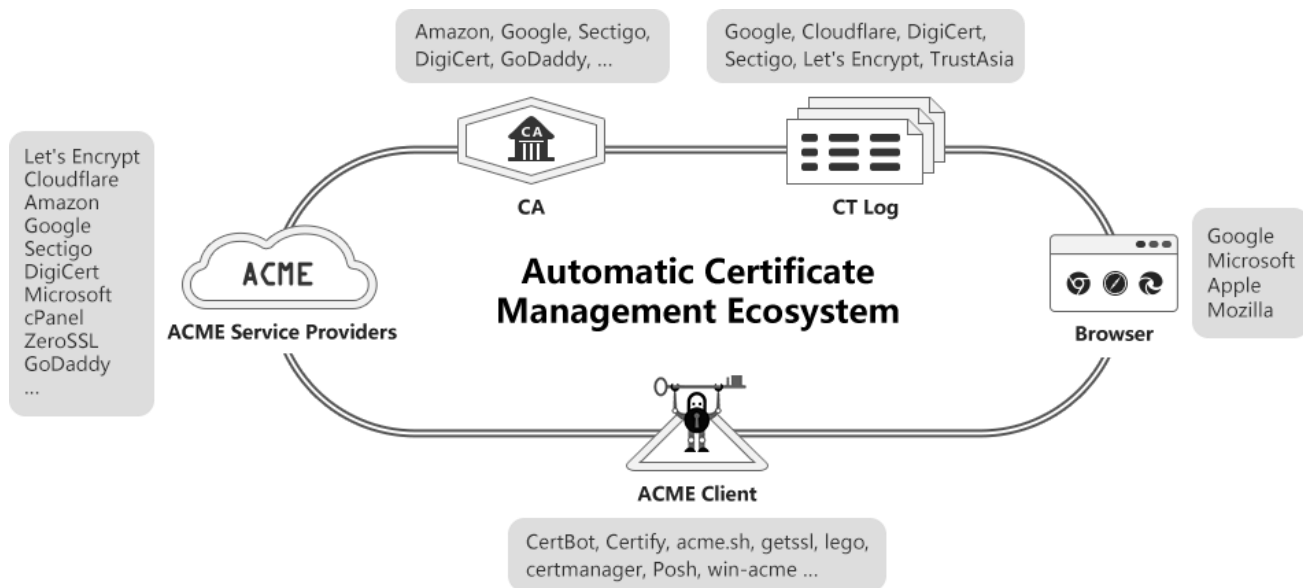 Amazon, Google, Sectigo,
DigiCert, GoDaddy, ...
Google, Cloudflare, DigiCert,
Sectigo, Let's Encrypt, TrustAsia
CA
CA
CT Log
Let's Encrypt
Cloudflare
Amazon
Google
Sectigo
DigiCert
Microsoft
cPanel
ZeroSSL
GoDaddy
...
ACME
ACME Service Providers
Automatic Certificate
Management Ecosystem
Browser
Google
Microsoft
Apple
Mozilla
ACME Client
CertBot, Certify, acme.sh, getssl, lego,
certmanager, Posh, win-acme ...